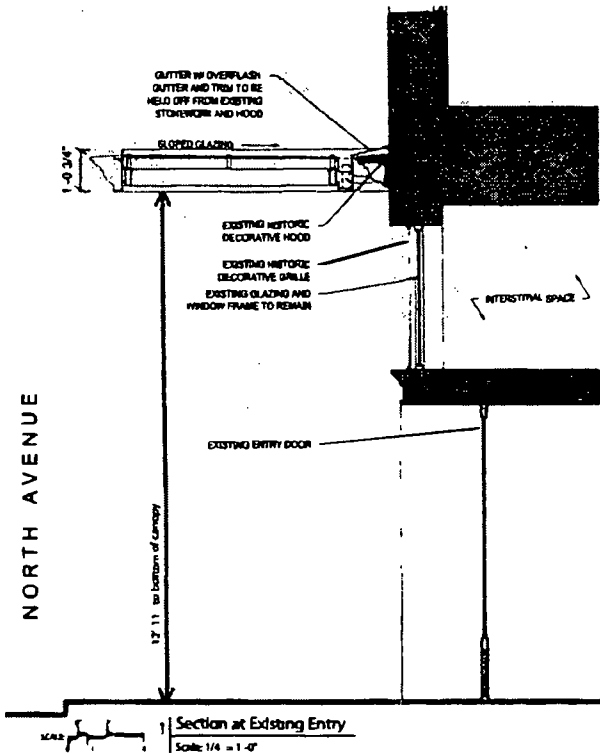 GUTTER W/ OVERFLASH
GUTTER AND TRIM TO BE
HELD OFF FROM EXISTING
STONEWORK AND HOOD
SLOPED GLAZING
1'-0 3/4"
EXISTING HISTORIC
DECORATIVE HOOD
EXISTING HISTORIC
DECORATIVE GRILLE
EXISTING GLAZING AND
WINDOW FRAME TO REMAIN
INTERSTITIAL SPACE
EXISTING ENTRY DOOR
NORTH AVENUE
12' 11 to bottom of canopy
SCALE
1
Section at Existing Entry
Scale: 1/4 = 1 -0"